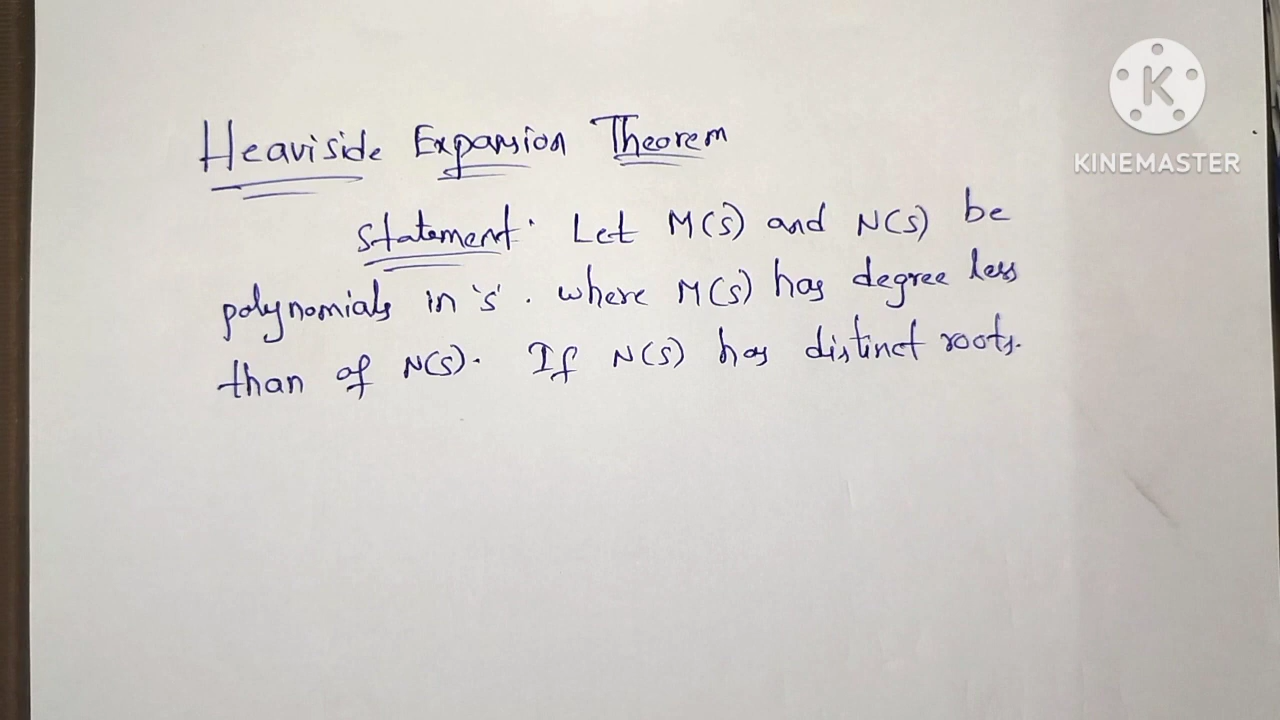 Heaviside Expansion Theorem
Statement: Let M(s) and N(s) be
polynomials in 's'. where M(s) has degree less
than of N(s). If N(s) has distinct roots.
K
KINEMASTER